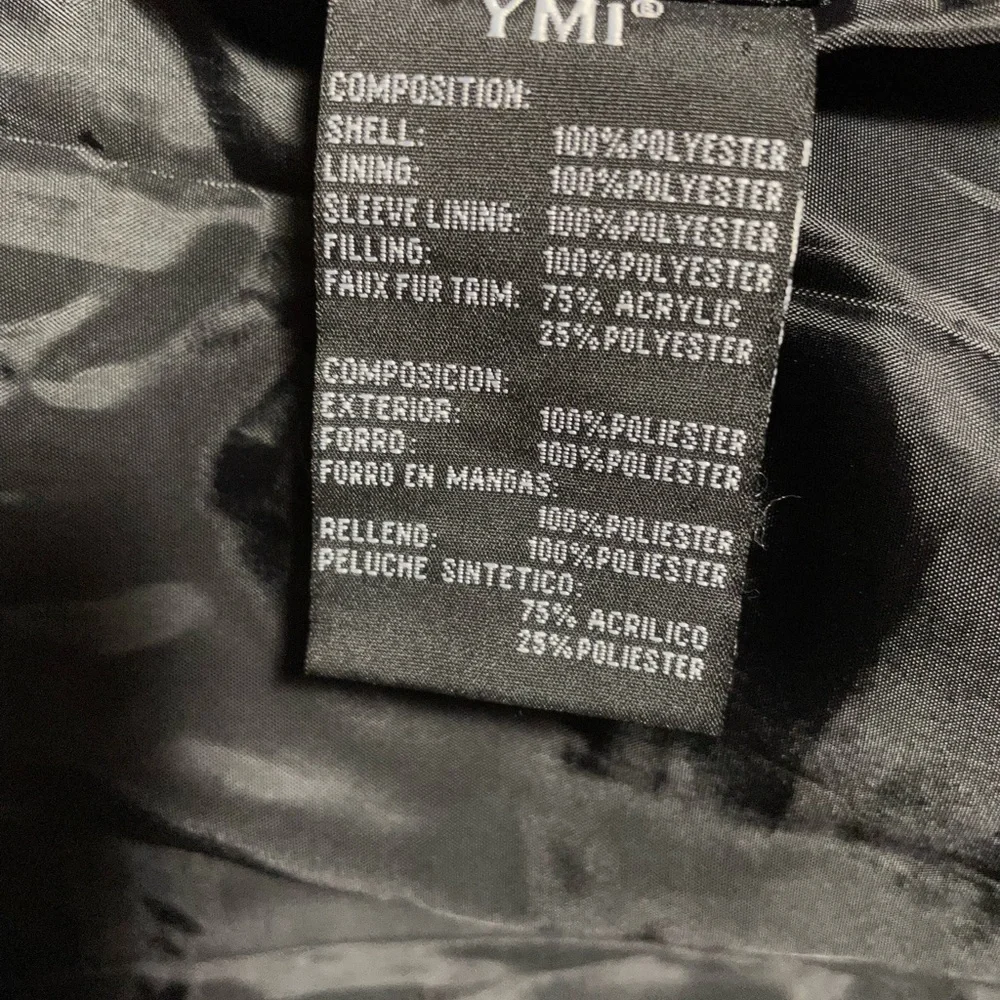 YMI®
COMPOSITION:
SHELL: 100%POLYESTER
LINING: 100%POLYESTER
SLEEVE LINING: 100%POLYESTER
FILLING: 100%POLYESTER
FAUX FUR TRIM: 75% ACRYLIC
25%POLYESTER
COMPOSICION:
EXTERIOR: 100%POLIESTER
FORRO: 100%POLIESTER
FORRO EN MANGAS:
100%POLIESTER
RELLENO: 100%POLIESTER
PELUCHE SINTETICO:
75% ACRILICO
25%POLIESTER